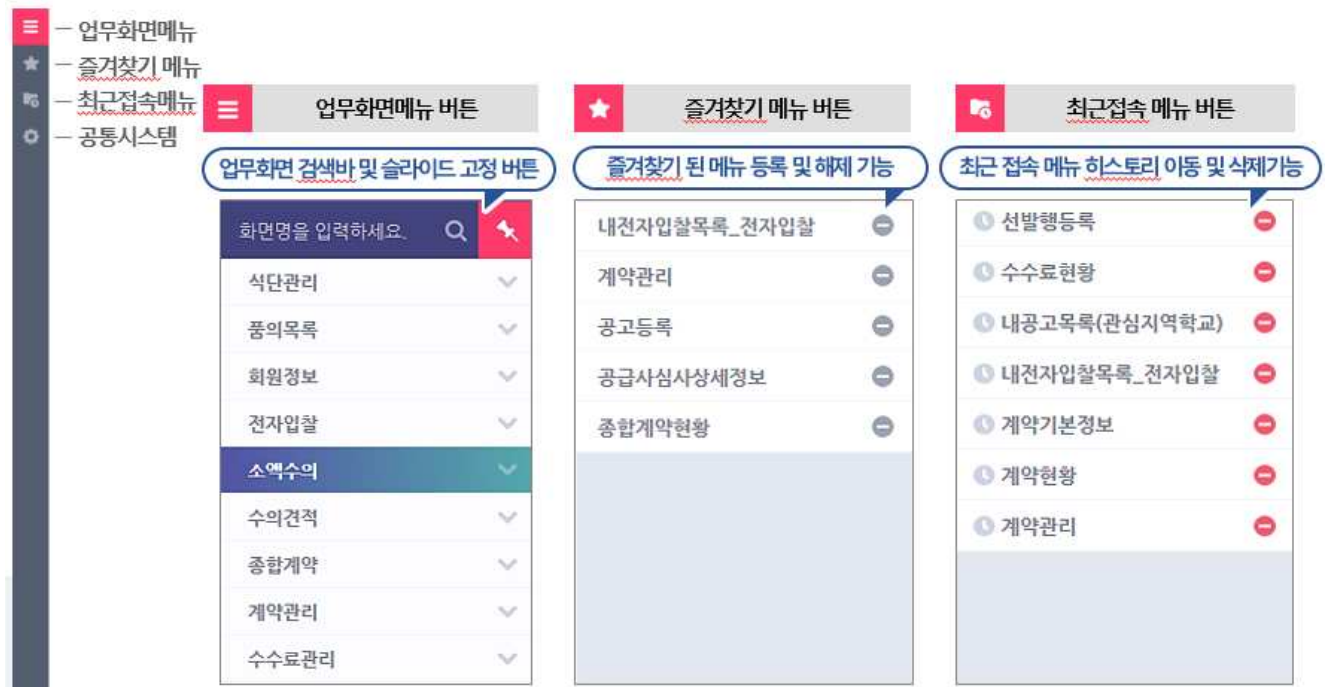 업무화면메뉴
즐겨찾기 메뉴
최근접속메뉴
공통시스템
업무화면메뉴 버튼
업무화면 검색바 및 슬라이드 고정 버튼
화면명을 입력하세요.
식단관리
품의목록
회원정보
전자입찰
소액수의
수의견적
종합계약
계약관리
수수료관리
즐겨찾기 메뉴 버튼
즐겨찾기 된 메뉴 등록 및 해제 기능
내전자입찰목록_전자입찰
계약관리
공고등록
공급사심사상세정보
종합계약현황
최근접속 메뉴 버튼
최근 접속 메뉴 히스토리 이동 및 삭제기능
선발행등록
수수료현황
내공고목록(관심지역학교)
내전자입찰목록_전자입찰
계약기본정보
계약현황
계약관리